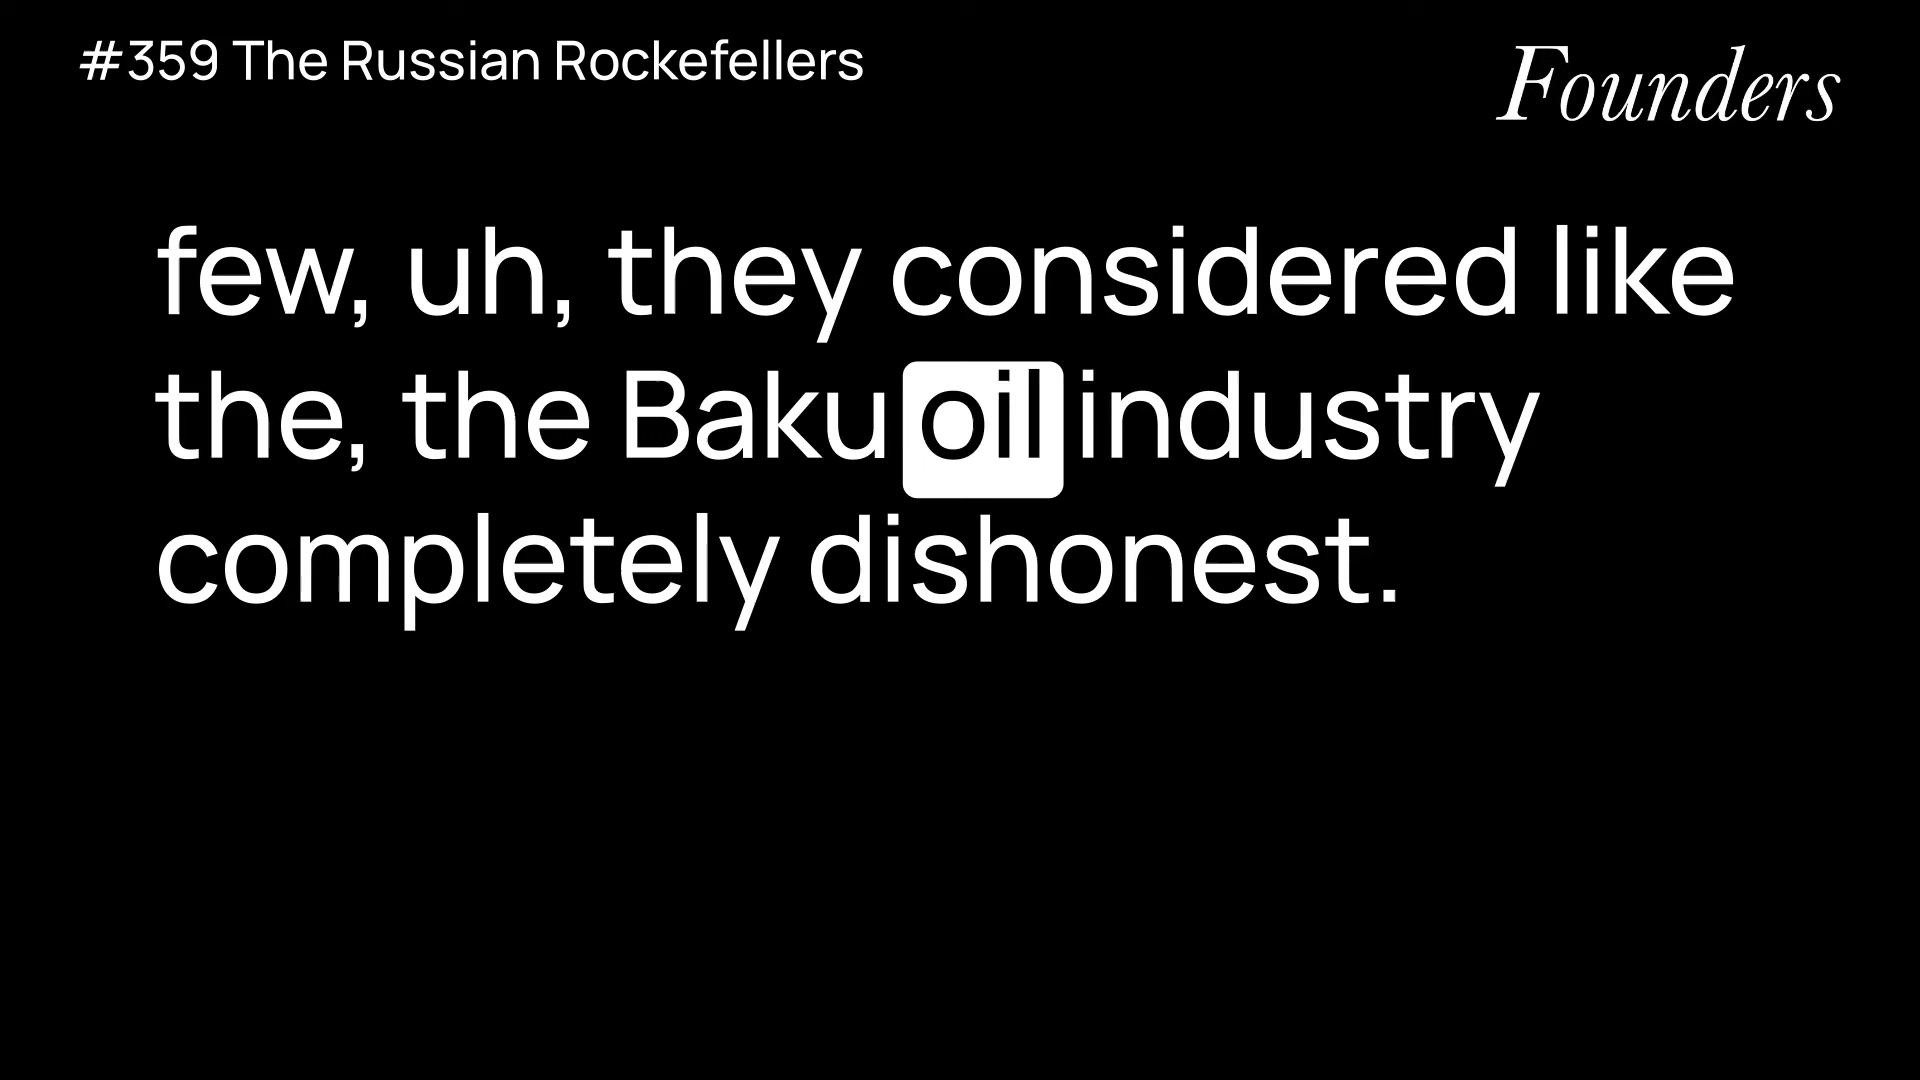 #359 The Russian Rockefellers
Founders
few, uh, they considered like
the, the Baku oil industry
completely dishonest.